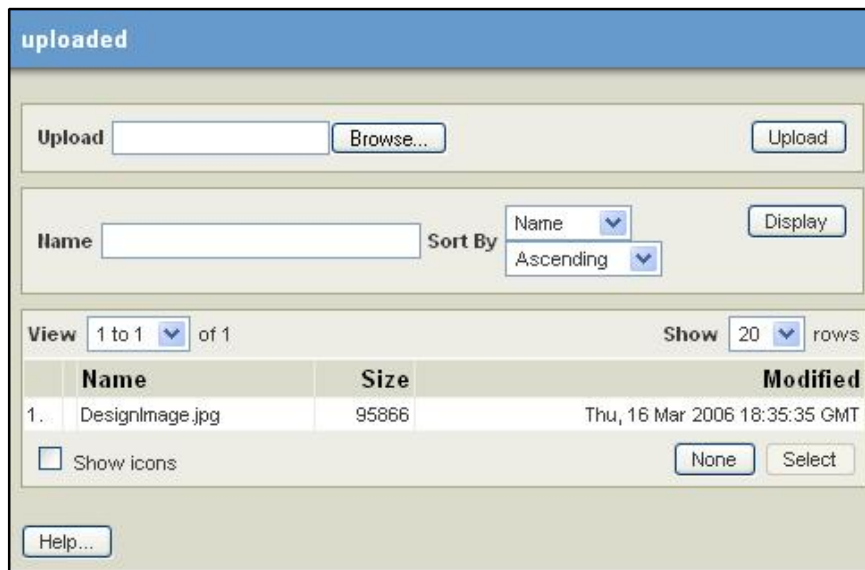 uploaded
Upload Browse... Upload
Name Sort By Name Display
Ascending
View 1 to 1 of 1 Show 20 rows
Name Size Modified
1. DesignImage.jpg 95866 Thu, 16 Mar 2006 18:35:35 GMT
Show icons None Select
Help...